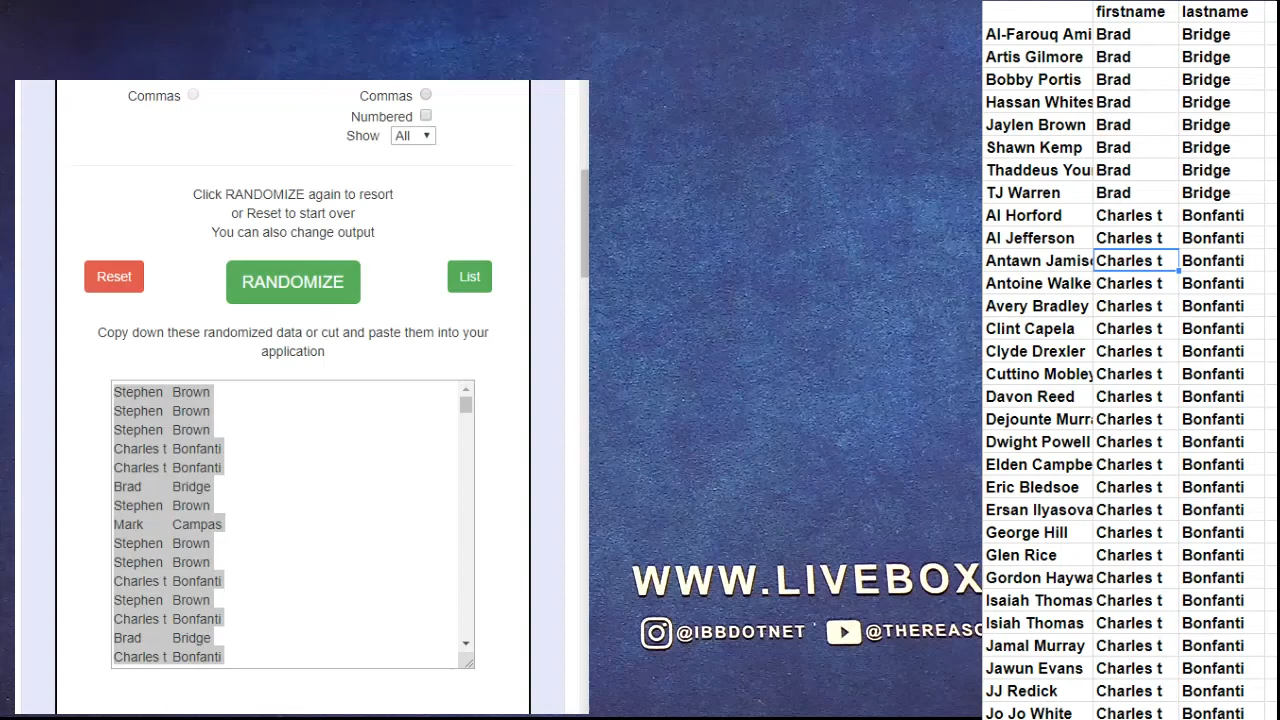 Commas
Commas
Numbered
Show All
Click RANDOMIZE again to resort
or Reset to start over
You can also change output
Reset
RANDOMIZE
List
Copy down these randomized data or cut and paste them into your
application
Stephen Brown
Stephen Brown
Stephen Brown
Charles t Bonfanti
Charles t Bonfanti
Brad Bridge
Stephen Brown
Mark Campas
Stephen Brown
Stephen Brown
Charles t Bonfanti
Stephen Brown
Charles t Bonfanti
Brad Bridge
Charles t Bonfanti
WWW.LIVEBOX
@IBBDOTNET
@THEREASO
firstname lastname
Al-Farouq Ami Brad Bridge
Artis Gilmore Brad Bridge
Bobby Portis Brad Bridge
Hassan Whites Brad Bridge
Jaylen Brown Brad Bridge
Shawn Kemp Brad Bridge
Thaddeus You Brad Bridge
TJ Warren Brad Bridge
Al Horford Charles t Bonfanti
Al Jefferson Charles t Bonfanti
Antawn Jamiso Charles t Bonfanti
Antoine Walke Charles t Bonfanti
Avery Bradley Charles t Bonfanti
Clint Capela Charles t Bonfanti
Clyde Drexler Charles t Bonfanti
Cuttino Mobley Charles t Bonfanti
Davon Reed Charles t Bonfanti
Dejounte Murr Charles t Bonfanti
Dwight Powell Charles t Bonfanti
Elden Campbe Charles t Bonfanti
Eric Bledsoe Charles t Bonfanti
Ersan Ilyasova Charles t Bonfanti
George Hill Charles t Bonfanti
Glen Rice Charles t Bonfanti
Gordon Haywa Charles t Bonfanti
Isaiah Thomas Charles t Bonfanti
Isiah Thomas Charles t Bonfanti
Jamal Murray Charles t Bonfanti
Jawun Evans Charles t Bonfanti
JJ Redick Charles t Bonfanti
Jo Jo White Charles t Bonfanti